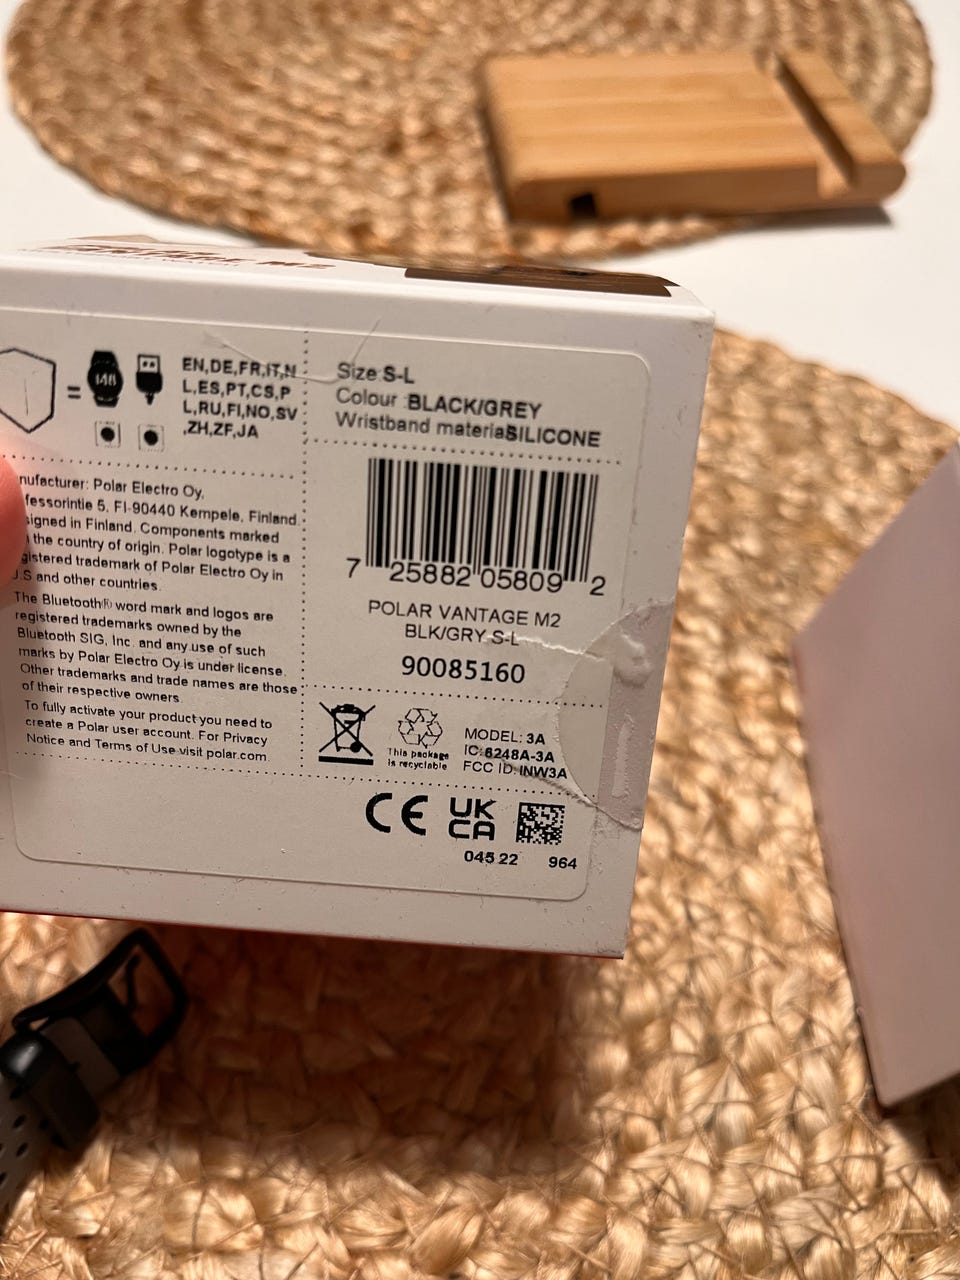 =
148
EN,DE,FR,IT,N
L,ES,PT,CS,P
L,RU,FI,NO,SV
,ZH,ZF,JA
nufacturer: Polar Electro Oy,
fessorintie 5, FI-90440 Kempele, Finland.
signed in Finland. Components marked
the country of origin. Polar logotype is a
gistered trademark of Polar Electro Oy in
.S and other countries.
The Bluetooth® word mark and logos are
registered trademarks owned by the
Bluetooth SIG, Inc. and any use of such
marks by Polar Electro Oy is under license.
Other trademarks and trade names are those
of their respective owners.
To fully activate your product you need to
create a Polar user account. For Privacy
Notice and Terms of Use visit polar.com.
Size S-L
Colour :BLACK/GREY
Wristband material SILICONE
7 25882 05809 2
POLAR VANTAGE M2
BLK/GRY S-L
90085160
This package
is recyclable
MODEL: 3A
IC: 6248A-3A
FCC ID: INW3A
CE
UK
CA
045 22 964